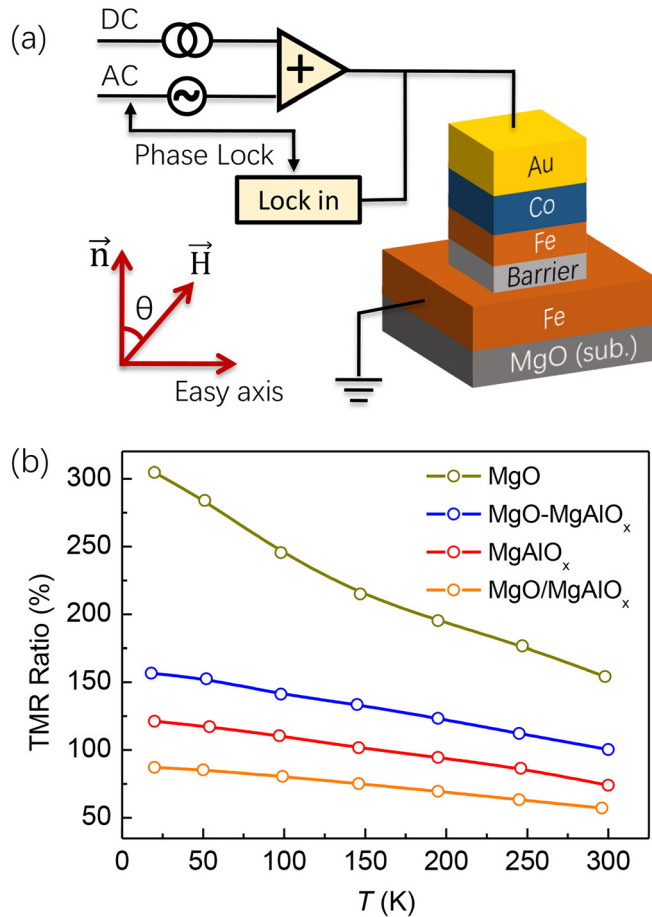 (a)
DC
AC
Phase Lock
Lock in
Au
Co
Fe
Barrier
Fe
MgO (sub.)
n⃗
H⃗
θ
Easy axis
(b)
MgO
MgO-MgAlOₓ
MgAlOₓ
MgO/MgAlOₓ
TMR Ratio (%)
300
250
200
150
100
50
0 50 100 150 200 250 300
T (K)